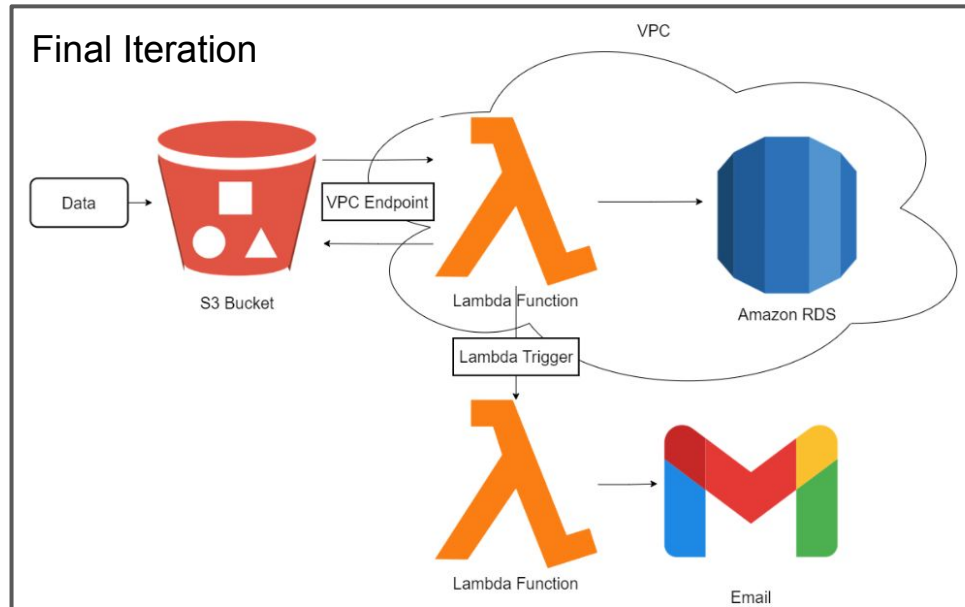 Final Iteration
VPC
Data
VPC Endpoint
S3 Bucket
Lambda Function
Amazon RDS
Lambda Trigger
Lambda Function
Email